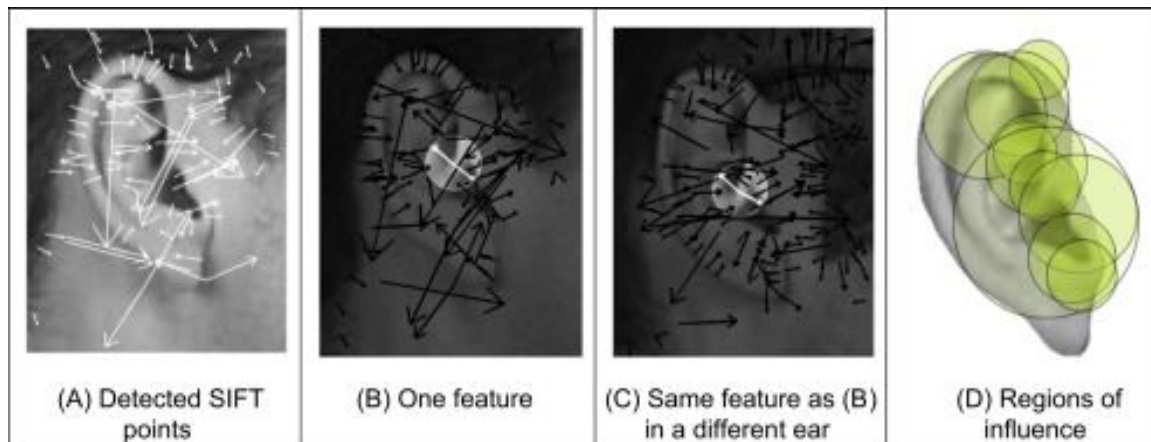 (A) Detected SIFT
points
(B) One feature
(C) Same feature as (B)
in a different ear
(D) Regions of
influence